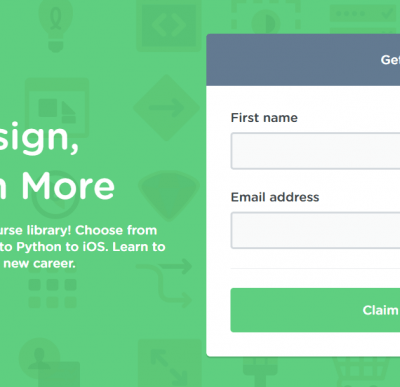 sign,
n More
urse library! Choose from
to Python to iOS. Learn to
new career.
Get
First name
Email address
Claim